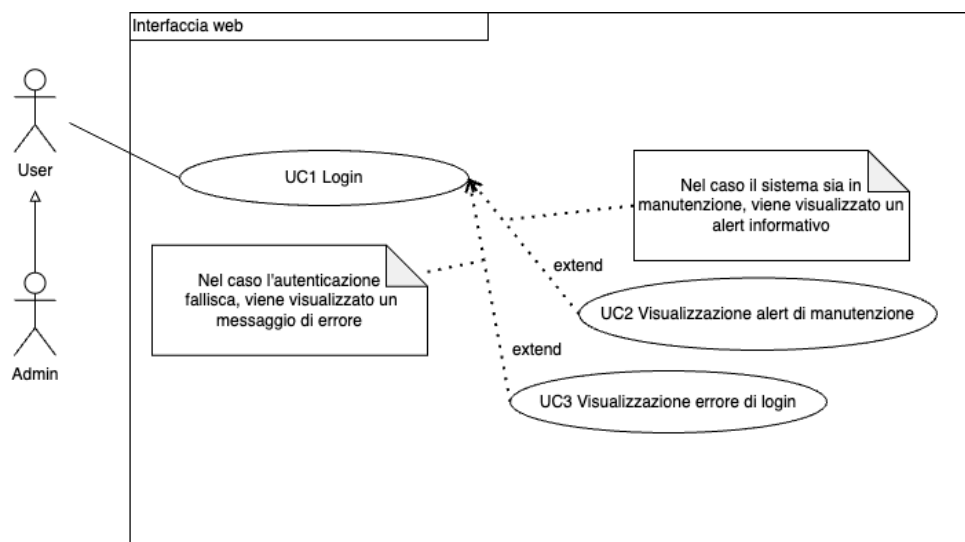 Interfaccia web
User
UC1 Login
Nel caso il sistema sia in
manutenzione, viene visualizzato un
alert informativo
Nel caso l'autenticazione
fallisca, viene visualizzato un
messaggio di errore
extend
UC2 Visualizzazione alert di manutenzione
extend
Admin
UC3 Visualizzazione errore di login